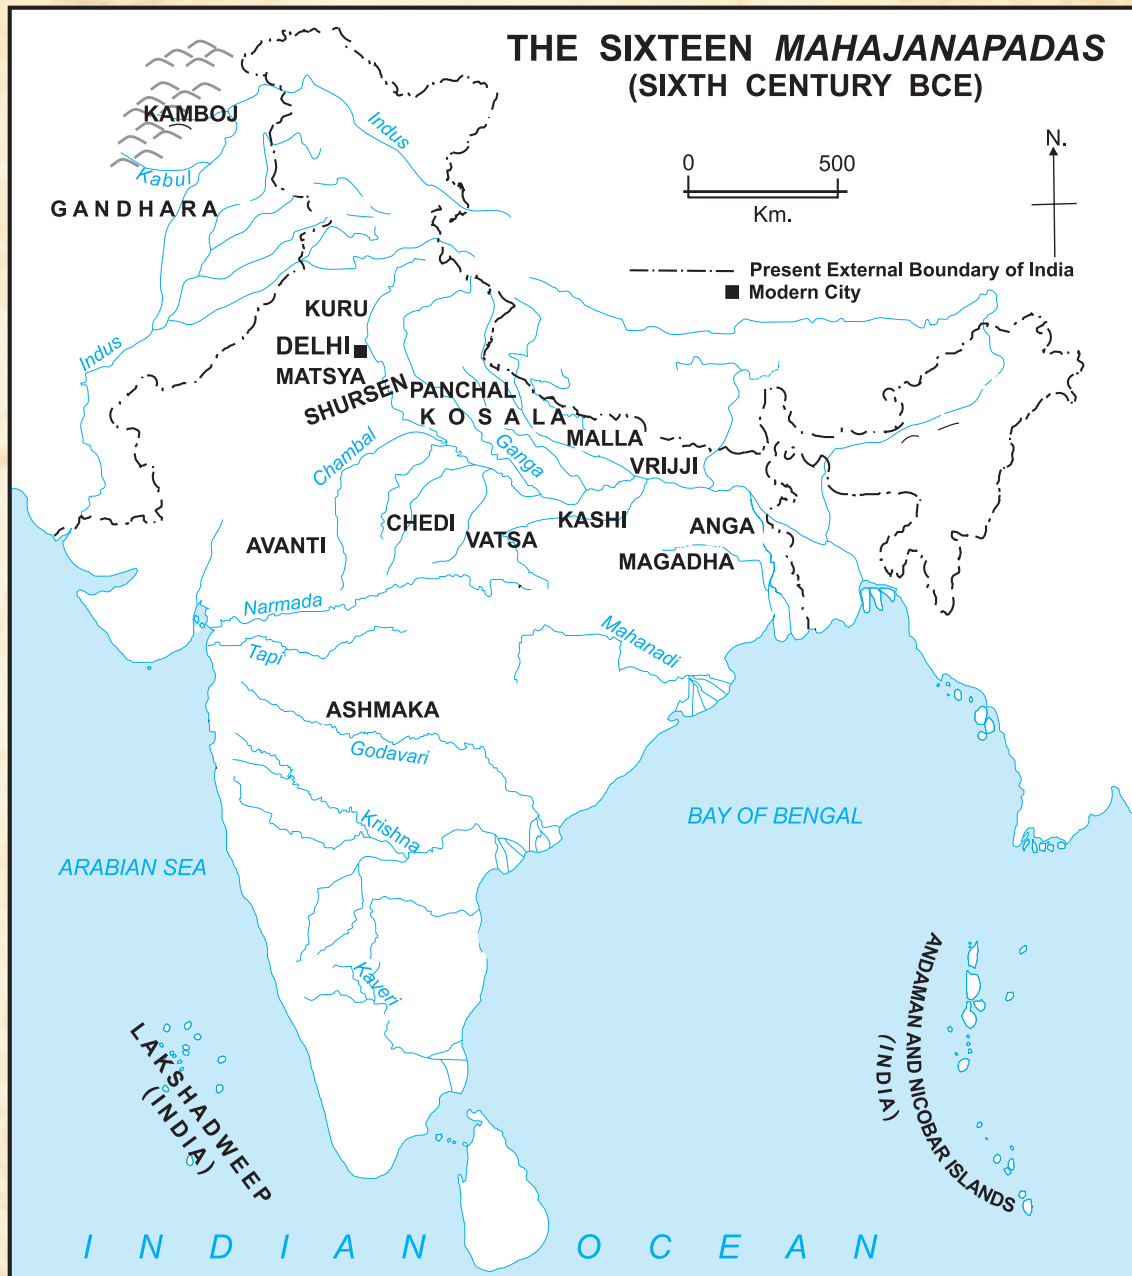 THE SIXTEEN MAHAJANAPADAS
(SIXTH CENTURY BCE)
KAMBOJ
Indus
N.
0 500
Km.
Kabul
GANDHARA
Present External Boundary of India
Modern City
KURU
Indus
DELHI
MATSYA
SHURSEN
PANCHAL
KOSALA
MALLA
Chambal
Ganga
VRIJJI
CHEDI
KASHI
ANGA
AVANTI
VATSA
MAGADHA
Narmada
Mahanadi
Tapi
ASHMAKA
Godavari
Krishna
BAY OF BENGAL
ARABIAN SEA
Kaveri
LAKSHADWEEP
(INDIA)
ANDAMAN AND NICOBAR ISLANDS
(INDIA)
INDIAN OCEAN